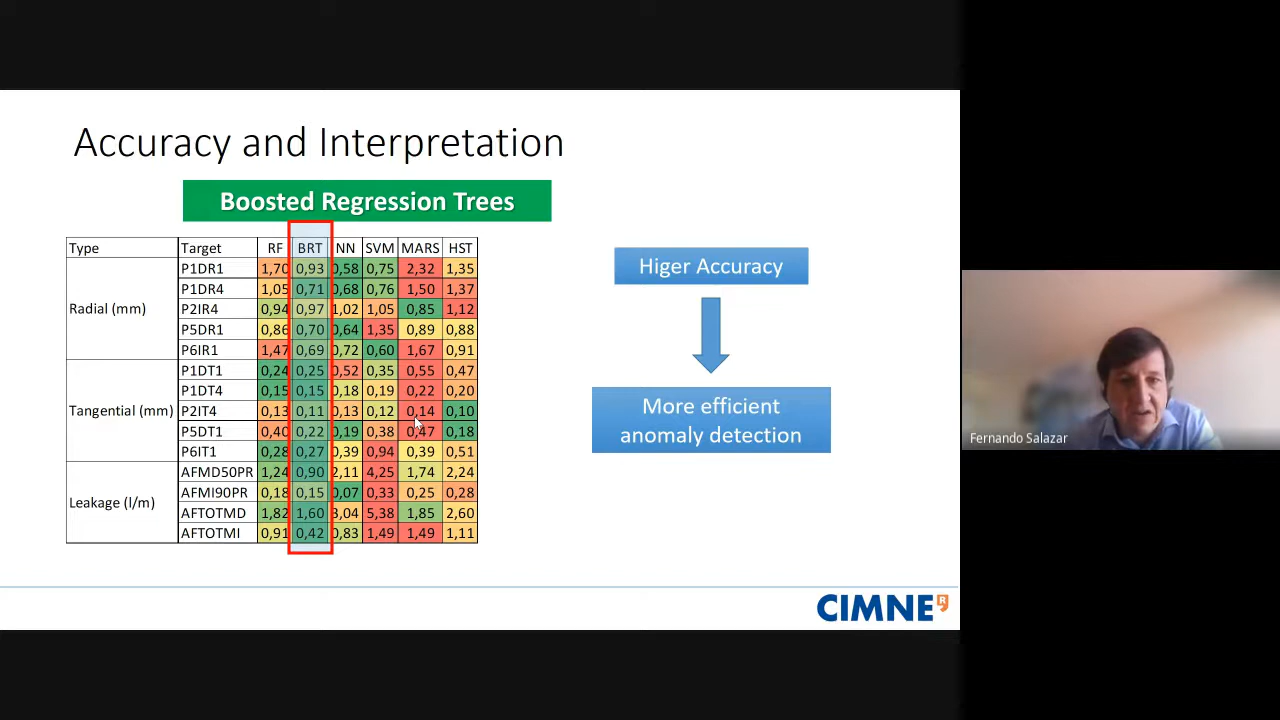 Accuracy and Interpretation
Boosted Regression Trees
Type Target RF BRT NN SVM MARS HST
Radial (mm)
P1DR1 1,70 0,93 0,58 0,75 2,32 1,35
P1DR4 1,05 0,71 0,68 0,76 1,50 1,37
P2IR4 0,94 0,97 1,02 1,05 0,85 1,12
P5DR1 0,86 0,70 0,64 1,35 0,89 0,88
P6IR1 1,47 0,69 0,72 0,60 1,67 0,91
Tangential (mm)
P1DT1 0,24 0,25 0,52 0,35 0,55 0,47
P1DT4 0,15 0,15 0,18 0,19 0,22 0,20
P2IT4 0,13 0,11 0,13 0,12 0,14 0,10
P5DT1 0,40 0,22 0,19 0,38 0,47 0,18
P6IT1 0,28 0,27 0,39 0,94 0,39 0,51
Leakage (l/m)
AFMD50PR 1,24 0,90 2,11 4,25 1,74 2,24
AFMI90PR 0,18 0,15 0,07 0,33 0,25 0,28
AFTOTMD 1,82 1,60 3,04 5,38 1,85 2,60
AFTOTMI 0,91 0,42 0,83 1,49 1,49 1,11
Higer Accuracy
More efficient
anomaly detection
CIMNE R
Fernando Salazar